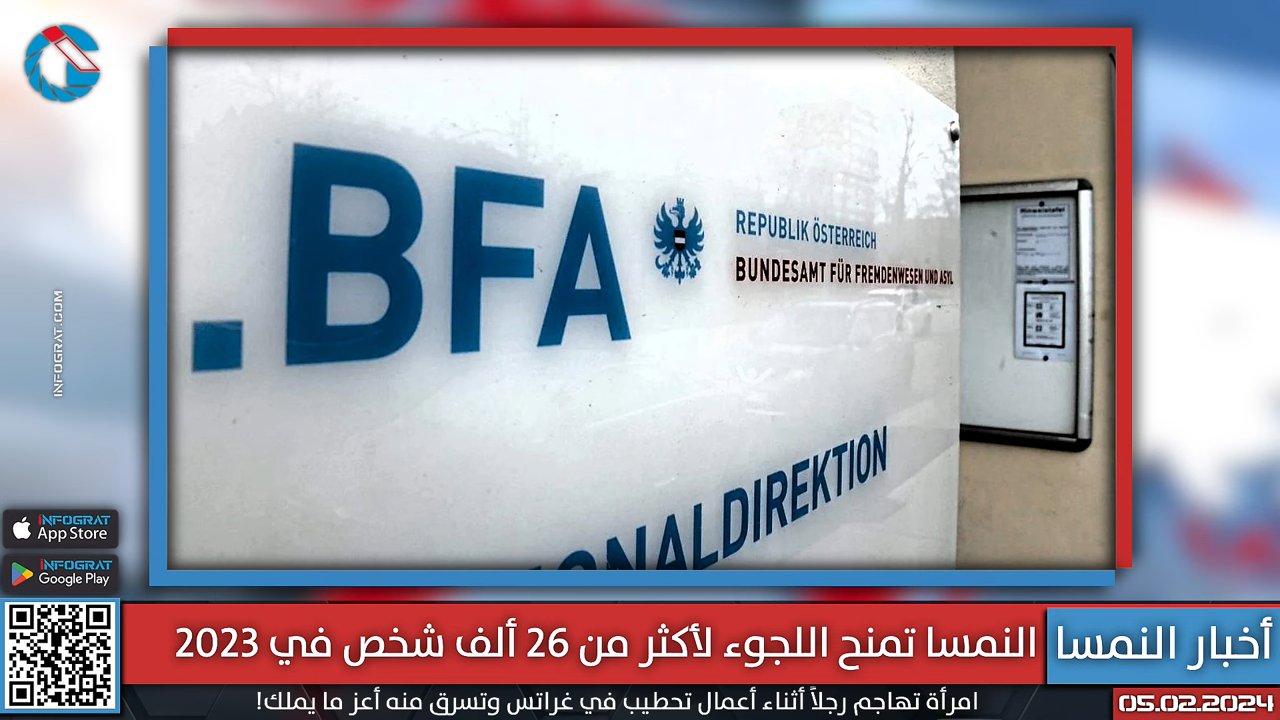 .BFA
REPUBLIK ÖSTERREICH
BUNDESAMT FÜR FREMDENWESEN UND ASYL
ONALDIREKTION
Hinweistafel
INFOGRAT.COM
INFOGRAT
App Store
INFOGRAT
Google Play
أخبار النمسا
النمسا تمنح اللجوء لأكثر من 26 ألف شخص في 2023
امرأة تهاجم رجلاً أثناء أعمال تحطيب في غراتس وتسرق منه أعز ما يملك!
05.02.2024